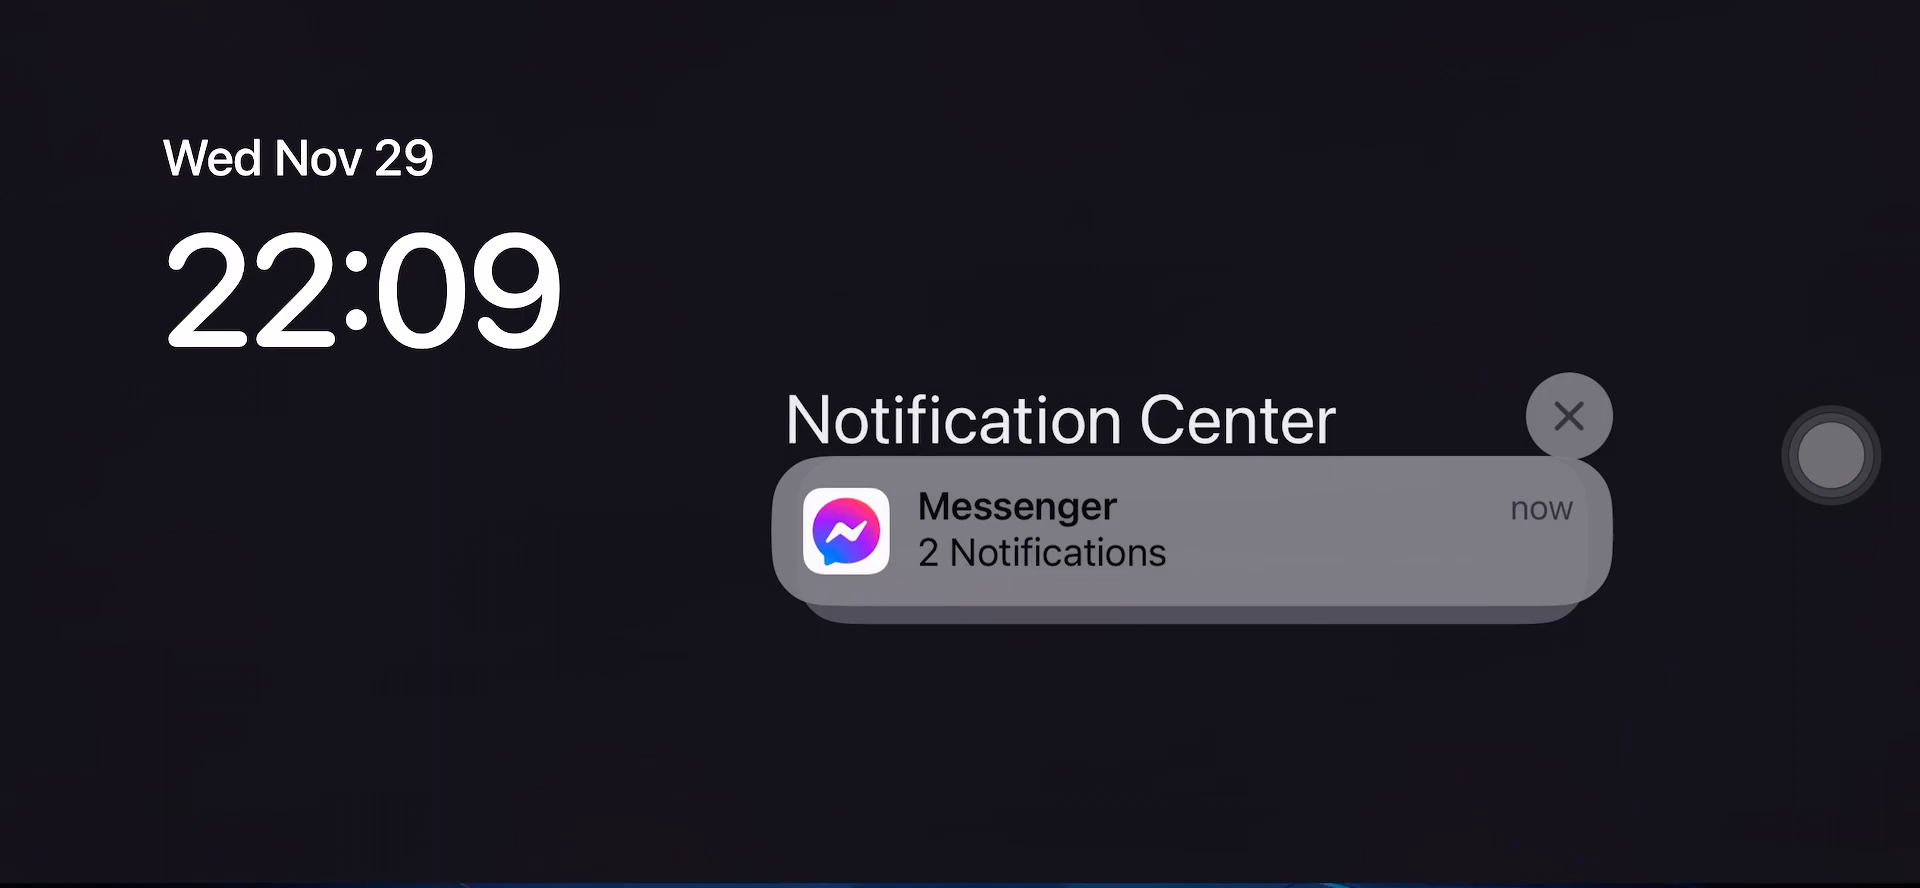 Wed Nov 29
22:09
Notification Center
Messenger
now
2 Notifications